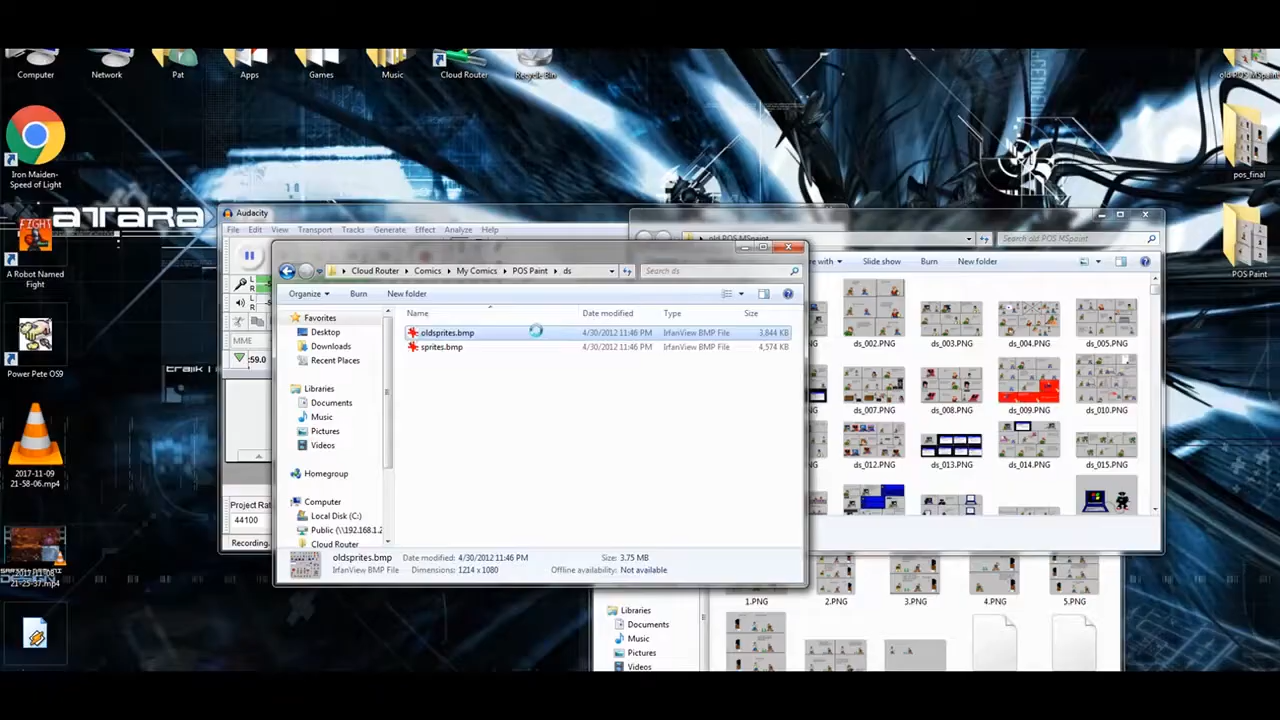 Computer
Network
Pat
Apps
Games
Music
Cloud Router
Recycle Bin
old POS MSpaint
Iron Maiden-
Speed of Light
pos_final
ATARA
A Robot Named
Fight
POS Paint
Power Pete OS9
2017-11-09
21-58-06.mp4
21-25-37.mp4
Audacity
File Edit View Transport Tracks Generate Effect Analyze Help
MME
-59.0
Project Rat
44100
Recording.
old POS MSpaint
Search old POS MSpaint
Slide show Burn New folder
ds_002.PNG ds_003.PNG ds_004.PNG ds_005.PNG
ds_007.PNG ds_008.PNG ds_009.PNG ds_010.PNG
ds_012.PNG ds_013.PNG ds_014.PNG ds_015.PNG
Cloud Router Comics My Comics POS Paint ds
Search ds
Organize Burn New folder
Name Date modified Type Size
oldsprites.bmp 4/30/2012 11:46 PM IrfanView BMP File 3,844 KB
sprites.bmp 4/30/2012 11:46 PM IrfanView BMP File 4,574 KB
Favorites
Desktop
Downloads
Recent Places
Libraries
Documents
Music
Pictures
Videos
Homegroup
Computer
Local Disk (C:)
Public (\\192.168.1.2
Cloud Router
oldsprites.bmp Date modified: 4/30/2012 11:46 PM Size: 3.75 MB
IrfanView BMP File Dimensions: 1214 x 1080 Offline availability: Not available
Libraries
Documents
Music
Pictures
Videos
1.PNG 2.PNG 3.PNG 4.PNG 5.PNG